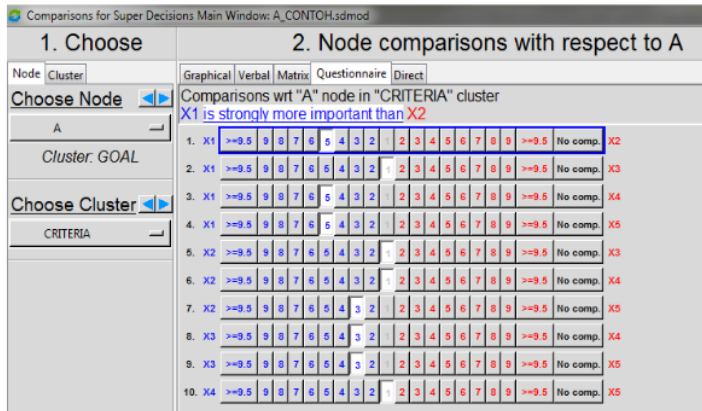 Comparisons for Super Decisions Main Window: A_CONTOH.sdmod
1. Choose
2. Node comparisons with respect to A
Node Cluster
Graphical Verbal Matrix Questionnaire Direct
Choose Node
Comparisons wrt "A" node in "CRITERIA" cluster
X1 is strongly more important than X2
A
Cluster: GOAL
Choose Cluster
CRITERIA
1. X1 >=9.5 9 8 7 6 5 4 3 2 1 2 3 4 5 6 7 8 9 >=9.5 No comp. X2
2. X1 >=9.5 9 8 7 6 5 4 3 2 1 2 3 4 5 6 7 8 9 >=9.5 No comp. X3
3. X1 >=9.5 9 8 7 6 5 4 3 2 1 2 3 4 5 6 7 8 9 >=9.5 No comp. X4
4. X1 >=9.5 9 8 7 6 5 4 3 2 1 2 3 4 5 6 7 8 9 >=9.5 No comp. X5
5. X2 >=9.5 9 8 7 6 5 4 3 2 1 2 3 4 5 6 7 8 9 >=9.5 No comp. X3
6. X2 >=9.5 9 8 7 6 5 4 3 2 1 2 3 4 5 6 7 8 9 >=9.5 No comp. X4
7. X2 >=9.5 9 8 7 6 5 4 3 2 1 2 3 4 5 6 7 8 9 >=9.5 No comp. X5
8. X3 >=9.5 9 8 7 6 5 4 3 2 1 2 3 4 5 6 7 8 9 >=9.5 No comp. X4
9. X3 >=9.5 9 8 7 6 5 4 3 2 1 2 3 4 5 6 7 8 9 >=9.5 No comp. X5
10. X4 >=9.5 9 8 7 6 5 4 3 2 1 2 3 4 5 6 7 8 9 >=9.5 No comp. X5